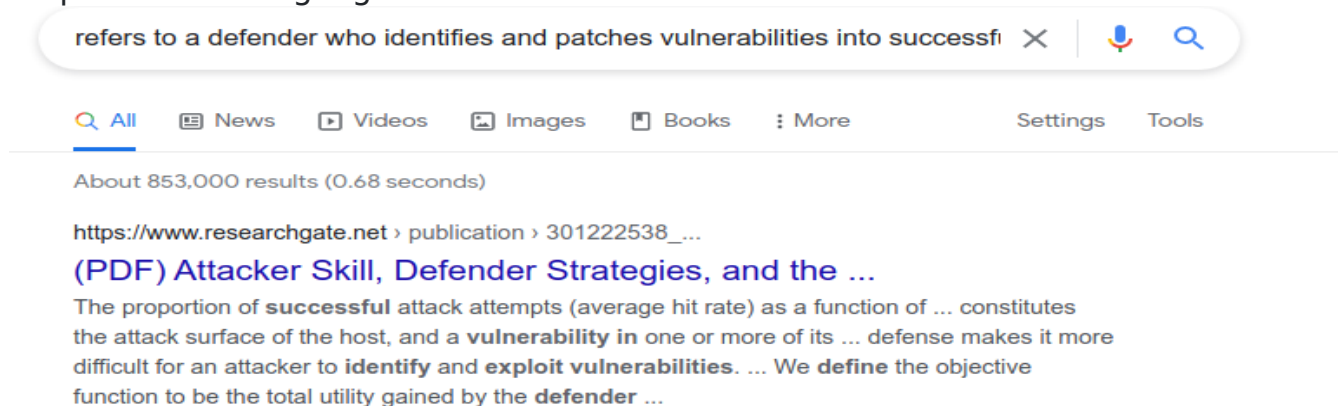 refers to a defender who identifies and patches vulnerabilities into successf
All News Videos Images Books More Settings Tools
About 853,000 results (0.68 seconds)
https://www.researchgate.net › publication › 301222538_...
(PDF) Attacker Skill, Defender Strategies, and the ...
The proportion of successful attack attempts (average hit rate) as a function of ... constitutes
the attack surface of the host, and a vulnerability in one or more of its ... defense makes it more
difficult for an attacker to identify and exploit vulnerabilities. ... We define the objective
function to be the total utility gained by the defender ...